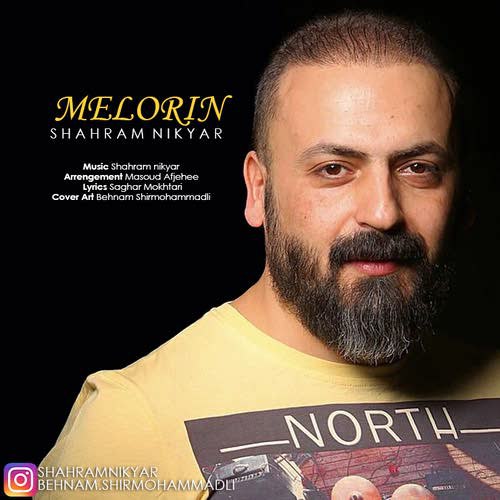 MELORIN
SHAHRAM NIKYAR
Music Shahram nikyar
Arrengement Masoud Afjehee
Lyrics Saghar Mokhtari
Cover Art Behnam Shirmohammadli
NORTH
SHAHRAMNIKYAR
BEHNAM.SHIRMOHAMMADLI